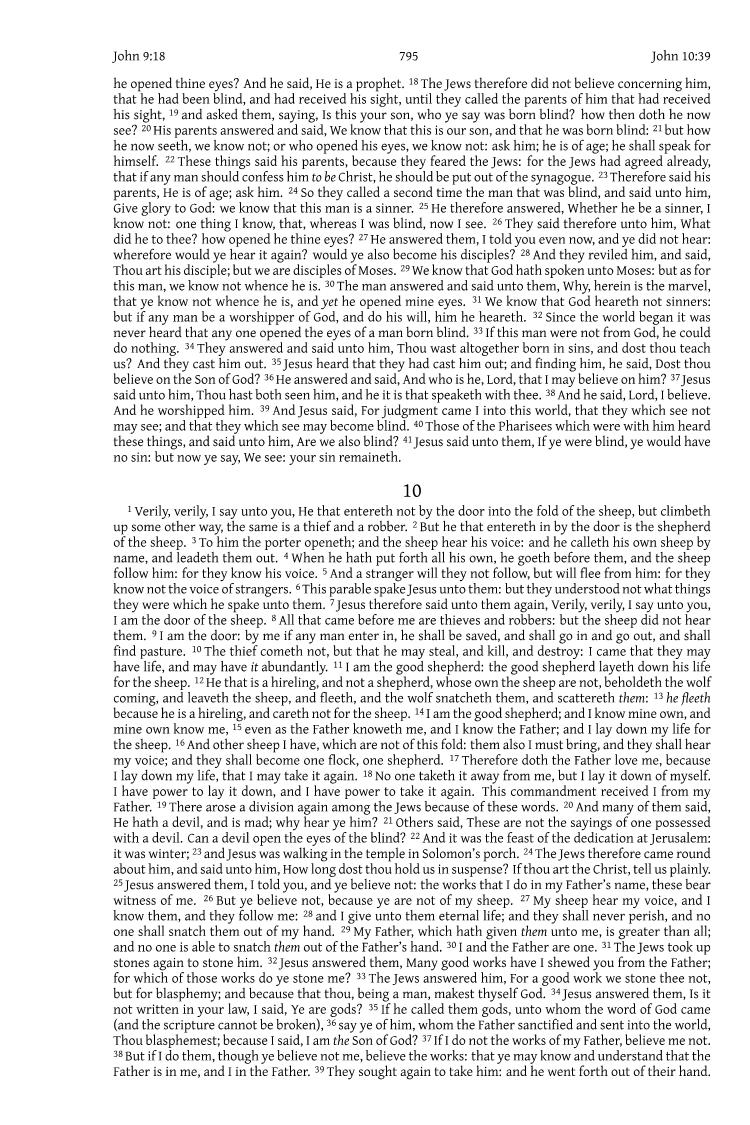 John 9:18 795 John 10:39
he opened thine eyes? And he said, He is a prophet. 18 The Jews therefore did not believe concerning him,
that he had been blind, and had received his sight, until they called the parents of him that had received
his sight, 19 and asked them, saying, Is this your son, who ye say was born blind? how then doth he now
see? 20 His parents answered and said, We know that this is our son, and that he was born blind: 21 but how
he now seeth, we know not; or who opened his eyes, we know not: ask him; he is of age; he shall speak for
himself. 22 These things said his parents, because they feared the Jews: for the Jews had agreed already,
that if any man should confess him to be Christ, he should be put out of the synagogue. 23 Therefore said his
parents, He is of age; ask him. 24 So they called a second time the man that was blind, and said unto him,
Give glory to God: we know that this man is a sinner. 25 He therefore answered, Whether he be a sinner, I
know not: one thing I know, that, whereas I was blind, now I see. 26 They said therefore unto him, What
did he to thee? how opened he thine eyes? 27 He answered them, I told you even now, and ye did not hear:
wherefore would ye hear it again? would ye also become his disciples? 28 And they reviled him, and said,
Thou art his disciple; but we are disciples of Moses. 29 We know that God hath spoken unto Moses: but as for
this man, we know not whence he is. 30 The man answered and said unto them, Why, herein is the marvel,
that ye know not whence he is, and yet he opened mine eyes. 31 We know that God heareth not sinners:
but if any man be a worshipper of God, and do his will, him he heareth. 32 Since the world began it was
never heard that any one opened the eyes of a man born blind. 33 If this man were not from God, he could
do nothing. 34 They answered and said unto him, Thou wast altogether born in sins, and dost thou teach
us? And they cast him out. 35 Jesus heard that they had cast him out; and finding him, he said, Dost thou
believe on the Son of God? 36 He answered and said, And who is he, Lord, that I may believe on him? 37 Jesus
said unto him, Thou hast both seen him, and he it is that speaketh with thee. 38 And he said, Lord, I believe.
And he worshipped him. 39 And Jesus said, For judgment came I into this world, that they which see not
may see; and that they which see may become blind. 40 Those of the Pharisees which were with him heard
these things, and said unto him, Are we also blind? 41 Jesus said unto them, If ye were blind, ye would have
no sin: but now ye say, We see: your sin remaineth.
10
1 Verily, verily, I say unto you, He that entereth not by the door into the fold of the sheep, but climbeth
up some other way, the same is a thief and a robber. 2 But he that entereth in by the door is the shepherd
of the sheep. 3 To him the porter openeth; and the sheep hear his voice: and he calleth his own sheep by
name, and leadeth them out. 4 When he hath put forth all his own, he goeth before them, and the sheep
follow him: for they know his voice. 5 And a stranger will they not follow, but will flee from him: for they
know not the voice of strangers. 6 This parable spake Jesus unto them: but they understood not what things
they were which he spake unto them. 7 Jesus therefore said unto them again, Verily, verily, I say unto you,
I am the door of the sheep. 8 All that came before me are thieves and robbers: but the sheep did not hear
them. 9 I am the door: by me if any man enter in, he shall be saved, and shall go in and go out, and shall
find pasture. 10 The thief cometh not, but that he may steal, and kill, and destroy: I came that they may
have life, and may have it abundantly. 11 I am the good shepherd: the good shepherd layeth down his life
for the sheep. 12 He that is a hireling, and not a shepherd, whose own the sheep are not, beholdeth the wolf
coming, and leaveth the sheep, and fleeth, and the wolf snatcheth them, and scattereth them: 13 he fleeth
because he is a hireling, and careth not for the sheep. 14 I am the good shepherd; and I know mine own, and
mine own know me, 15 even as the Father knoweth me, and I know the Father; and I lay down my life for
the sheep. 16 And other sheep I have, which are not of this fold: them also I must bring, and they shall hear
my voice; and they shall become one flock, one shepherd. 17 Therefore doth the Father love me, because
I lay down my life, that I may take it again. 18 No one taketh it away from me, but I lay it down of myself.
I have power to lay it down, and I have power to take it again. This commandment received I from my
Father. 19 There arose a division again among the Jews because of these words. 20 And many of them said,
He hath a devil, and is mad; why hear ye him? 21 Others said, These are not the sayings of one possessed
with a devil. Can a devil open the eyes of the blind? 22 And it was the feast of the dedication at Jerusalem:
it was winter; 23 and Jesus was walking in the temple in Solomon's porch. 24 The Jews therefore came round
about him, and said unto him, How long dost thou hold us in suspense? If thou art the Christ, tell us plainly.
25 Jesus answered them, I told you, and ye believe not: the works that I do in my Father's name, these bear
witness of me. 26 But ye believe not, because ye are not of my sheep. 27 My sheep hear my voice, and I
know them, and they follow me: 28 and I give unto them eternal life; and they shall never perish, and no
one shall snatch them out of my hand. 29 My Father, which hath given them unto me, is greater than all;
and no one is able to snatch them out of the Father's hand. 30 I and the Father are one. 31 The Jews took up
stones again to stone him. 32 Jesus answered them, Many good works have I shewed you from the Father;
for which of those works do ye stone me? 33 The Jews answered him, For a good work we stone thee not,
but for blasphemy; and because that thou, being a man, makest thyself God. 34 Jesus answered them, Is it
not written in your law, I said, Ye are gods? 35 If he called them gods, unto whom the word of God came
(and the scripture cannot be broken), 36 say ye of him, whom the Father sanctified and sent into the world,
Thou blasphemest; because I said, I am the Son of God? 37 If I do not the works of my Father, believe me not.
38 But if I do them, though ye believe not me, believe the works: that ye may know and understand that the
Father is in me, and I in the Father. 39 They sought again to take him: and he went forth out of their hand.